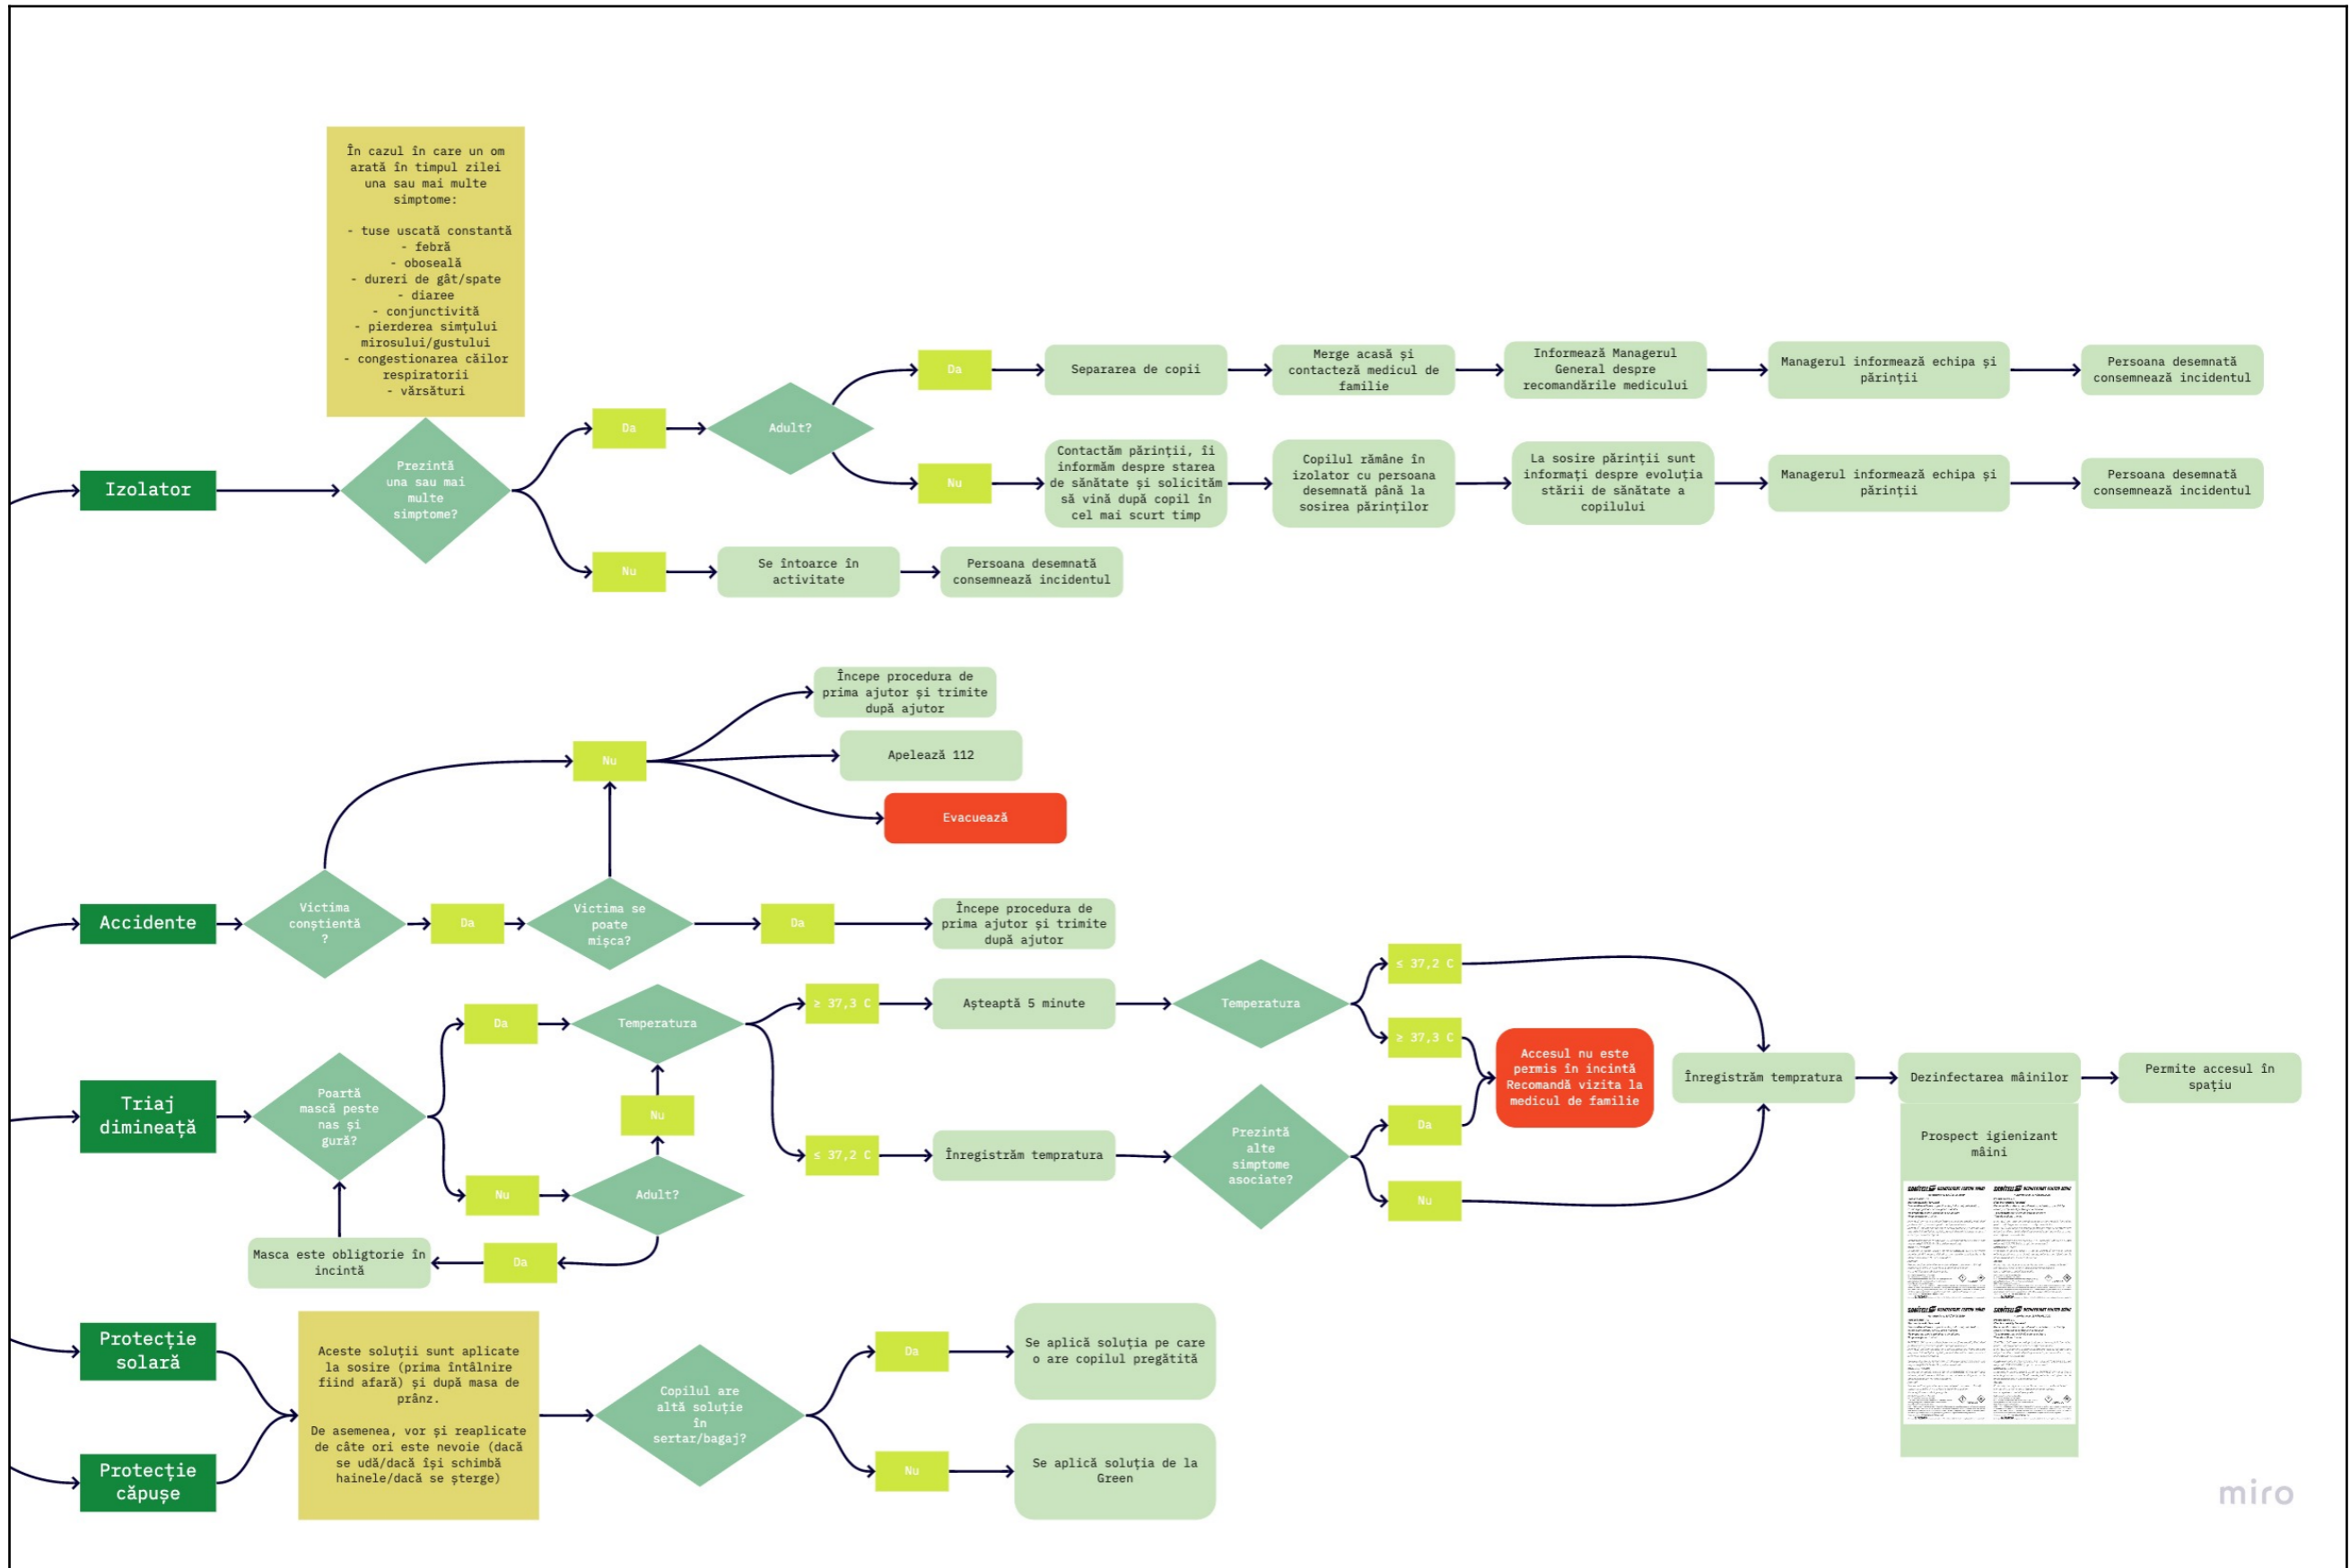 În cazul în care un om
arată în timpul zilei
una sau mai multe
simptome:
- tuse uscată constantă
- febră
- oboseală
- dureri de gât/spate
- diaree
- conjunctivită
- pierderea simțului
mirosului/gustului
- congestionarea căilor
respiratorii
- vărsături
Izolator
Prezintă
una sau mai
multe
simptome?
Da
Adult?
Da
Separarea de copii
Merge acasă și
contacteză medicul de
familie
Informează Managerul
General despre
recomandările medicului
Managerul informează echipa și
părinții
Persoana desemnată
consemnează incidentul
Nu
Contactăm părinții, îi
informăm despre starea
de sănătate și solicităm
să vină după copil în
cel mai scurt timp
Copilul rămâne în
izolator cu persoana
desemnată până la
sosirea părinților
La sosire părinții sunt
informați despre evoluția
stării de sănătate a
copilului
Managerul informează echipa și
părinții
Persoana desemnată
consemnează incidentul
Nu
Se întoarce în
activitate
Persoana desemnată
consemnează incidentul
Accidente
Victima
conștientă
?
Nu
Începe procedura de
prima ajutor și trimite
după ajutor
Apelează 112
Evacuează
Da
Victima se
poate
mișca?
Da
Începe procedura de
prima ajutor și trimite
după ajutor
Triaj
dimineață
Poartă
mască peste
nas și
gură?
Da
Temperatura
Nu
Nu
Adult?
Da
Masca este obligtorie în
incintă
≥ 37,3 C
Așteaptă 5 minute
Temperatura
≤ 37,2 C
≥ 37,3 C
≤ 37,2 C
Înregistrăm tempratura
Prezintă
alte
simptome
asociate?
Da
Nu
Accesul nu este
permis în incintă
Recomandă vizita la
medicul de familie
Înregistrăm tempratura
Dezinfectarea mâinilor
Permite accesul în
spațiu
Prospect igienizant
mâini
Protecție
solară
Protecție
căpușe
Aceste soluții sunt aplicate
la sosire (prima întâlnire
fiind afară) și după masa de
prânz.
De asemenea, vor și reaplicate
de câte ori este nevoie (dacă
se udă/dacă își schimbă
hainele/dacă se șterge)
Copilul are
altă soluție
în
sertar/bagaj?
Da
Se aplică soluția pe care
o are copilul pregătită
Nu
Se aplică soluția de la
Green
miro